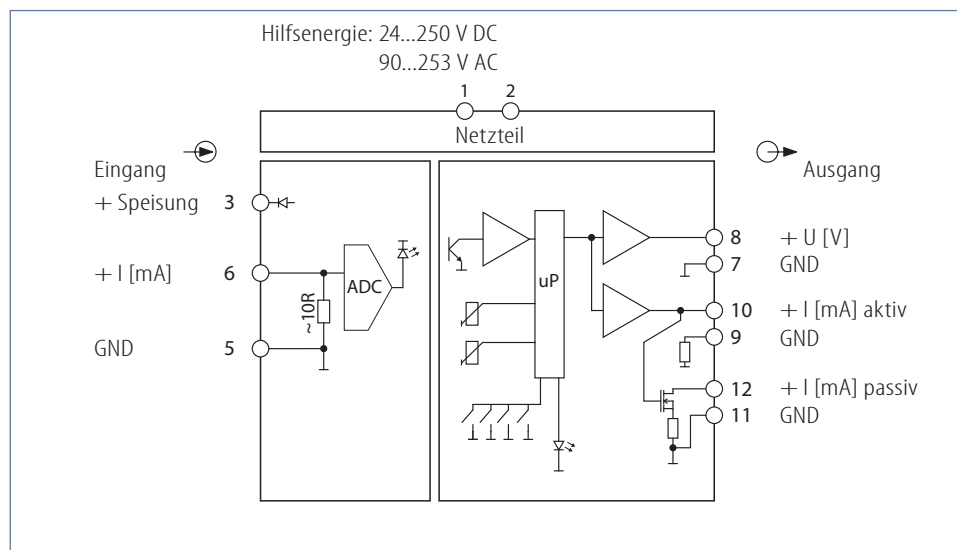 Hilfsenergie: 24...250 V DC
90...253 V AC
1 2
Netzteil
Eingang
Ausgang
+ Speisung 3
+ I [mA] 6
GND 5
~10R
ADC
uP
8 + U [V]
7 GND
10 + I [mA] aktiv
9 GND
12 + I [mA] passiv
11 GND